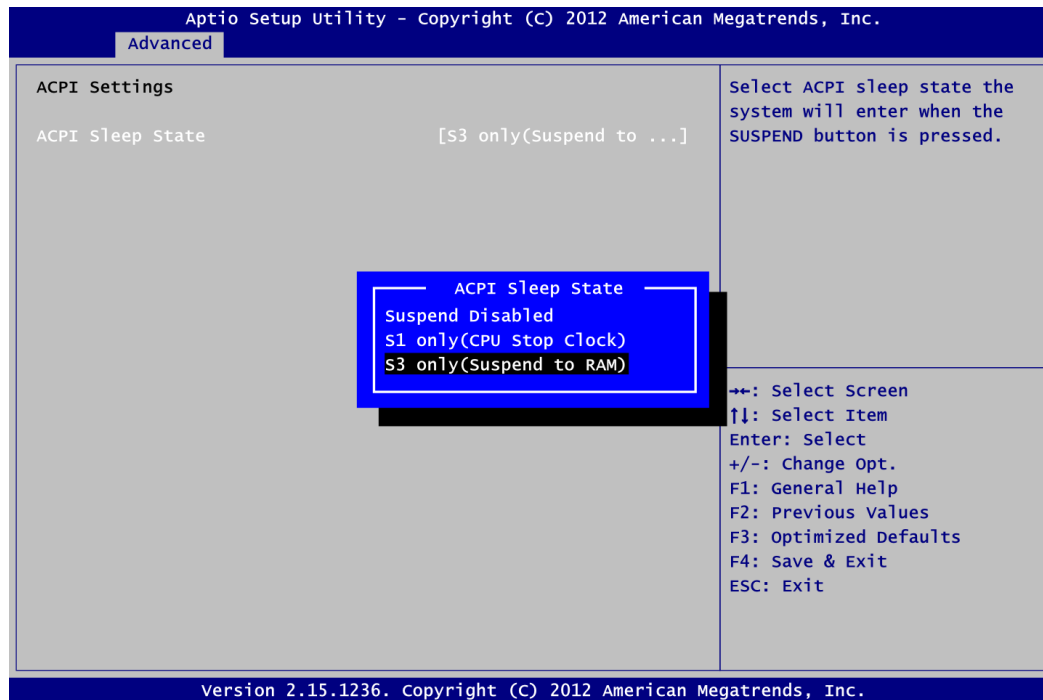 Aptio Setup Utility - Copyright (C) 2012 American Megatrends, Inc.
Advanced
ACPI Settings
ACPI Sleep State [S3 only(Suspend to ...]
Select ACPI sleep state the
system will enter when the
SUSPEND button is pressed.
ACPI Sleep State
Suspend Disabled
S1 only(CPU Stop Clock)
S3 only(Suspend to RAM)
→←: Select Screen
↑↓: Select Item
Enter: Select
+/-: Change Opt.
F1: General Help
F2: Previous Values
F3: Optimized Defaults
F4: Save & Exit
ESC: Exit
Version 2.15.1236. Copyright (C) 2012 American Megatrends, Inc.